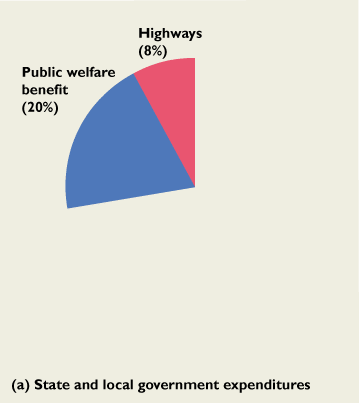 Highways
(8%)
Public welfare
benefit
(20%)
(a) State and local government expenditures